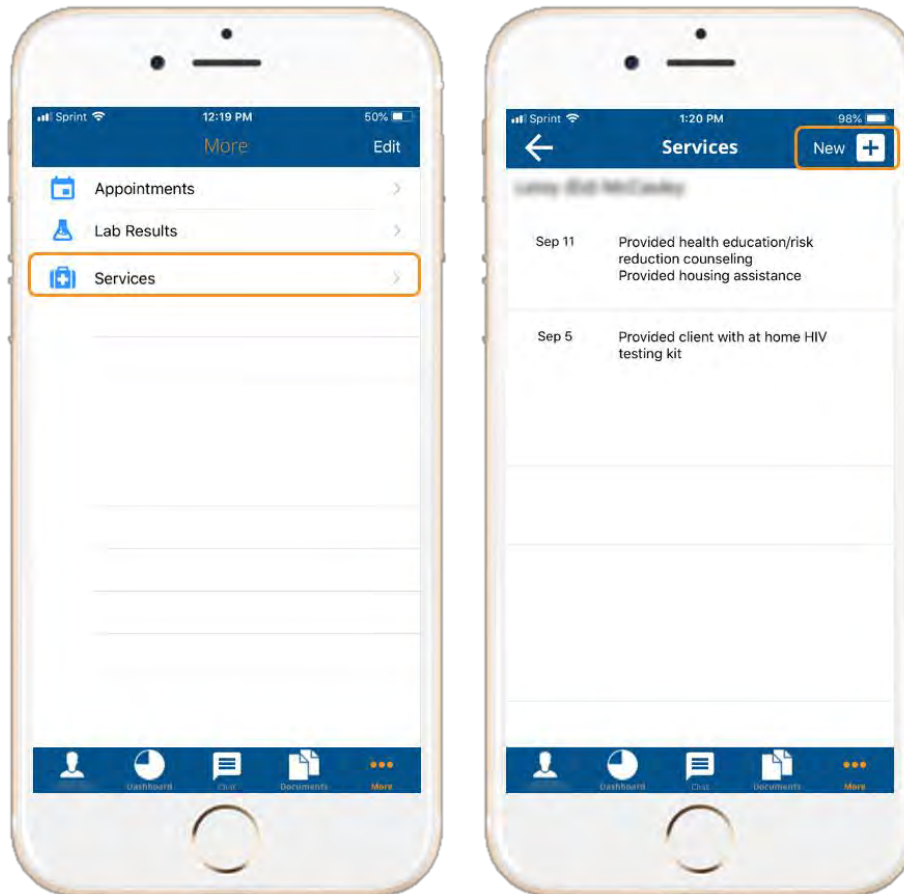 Sprint 12:19 PM 50%
More Edit
Appointments
Lab Results
Services
Dashboard Chat Documents More
Sprint 1:20 PM 98%
Services New
Sep 11 Provided health education/risk
reduction counseling
Provided housing assistance
Sep 5 Provided client with at home HIV
testing kit
Dashboard Chat Documents More